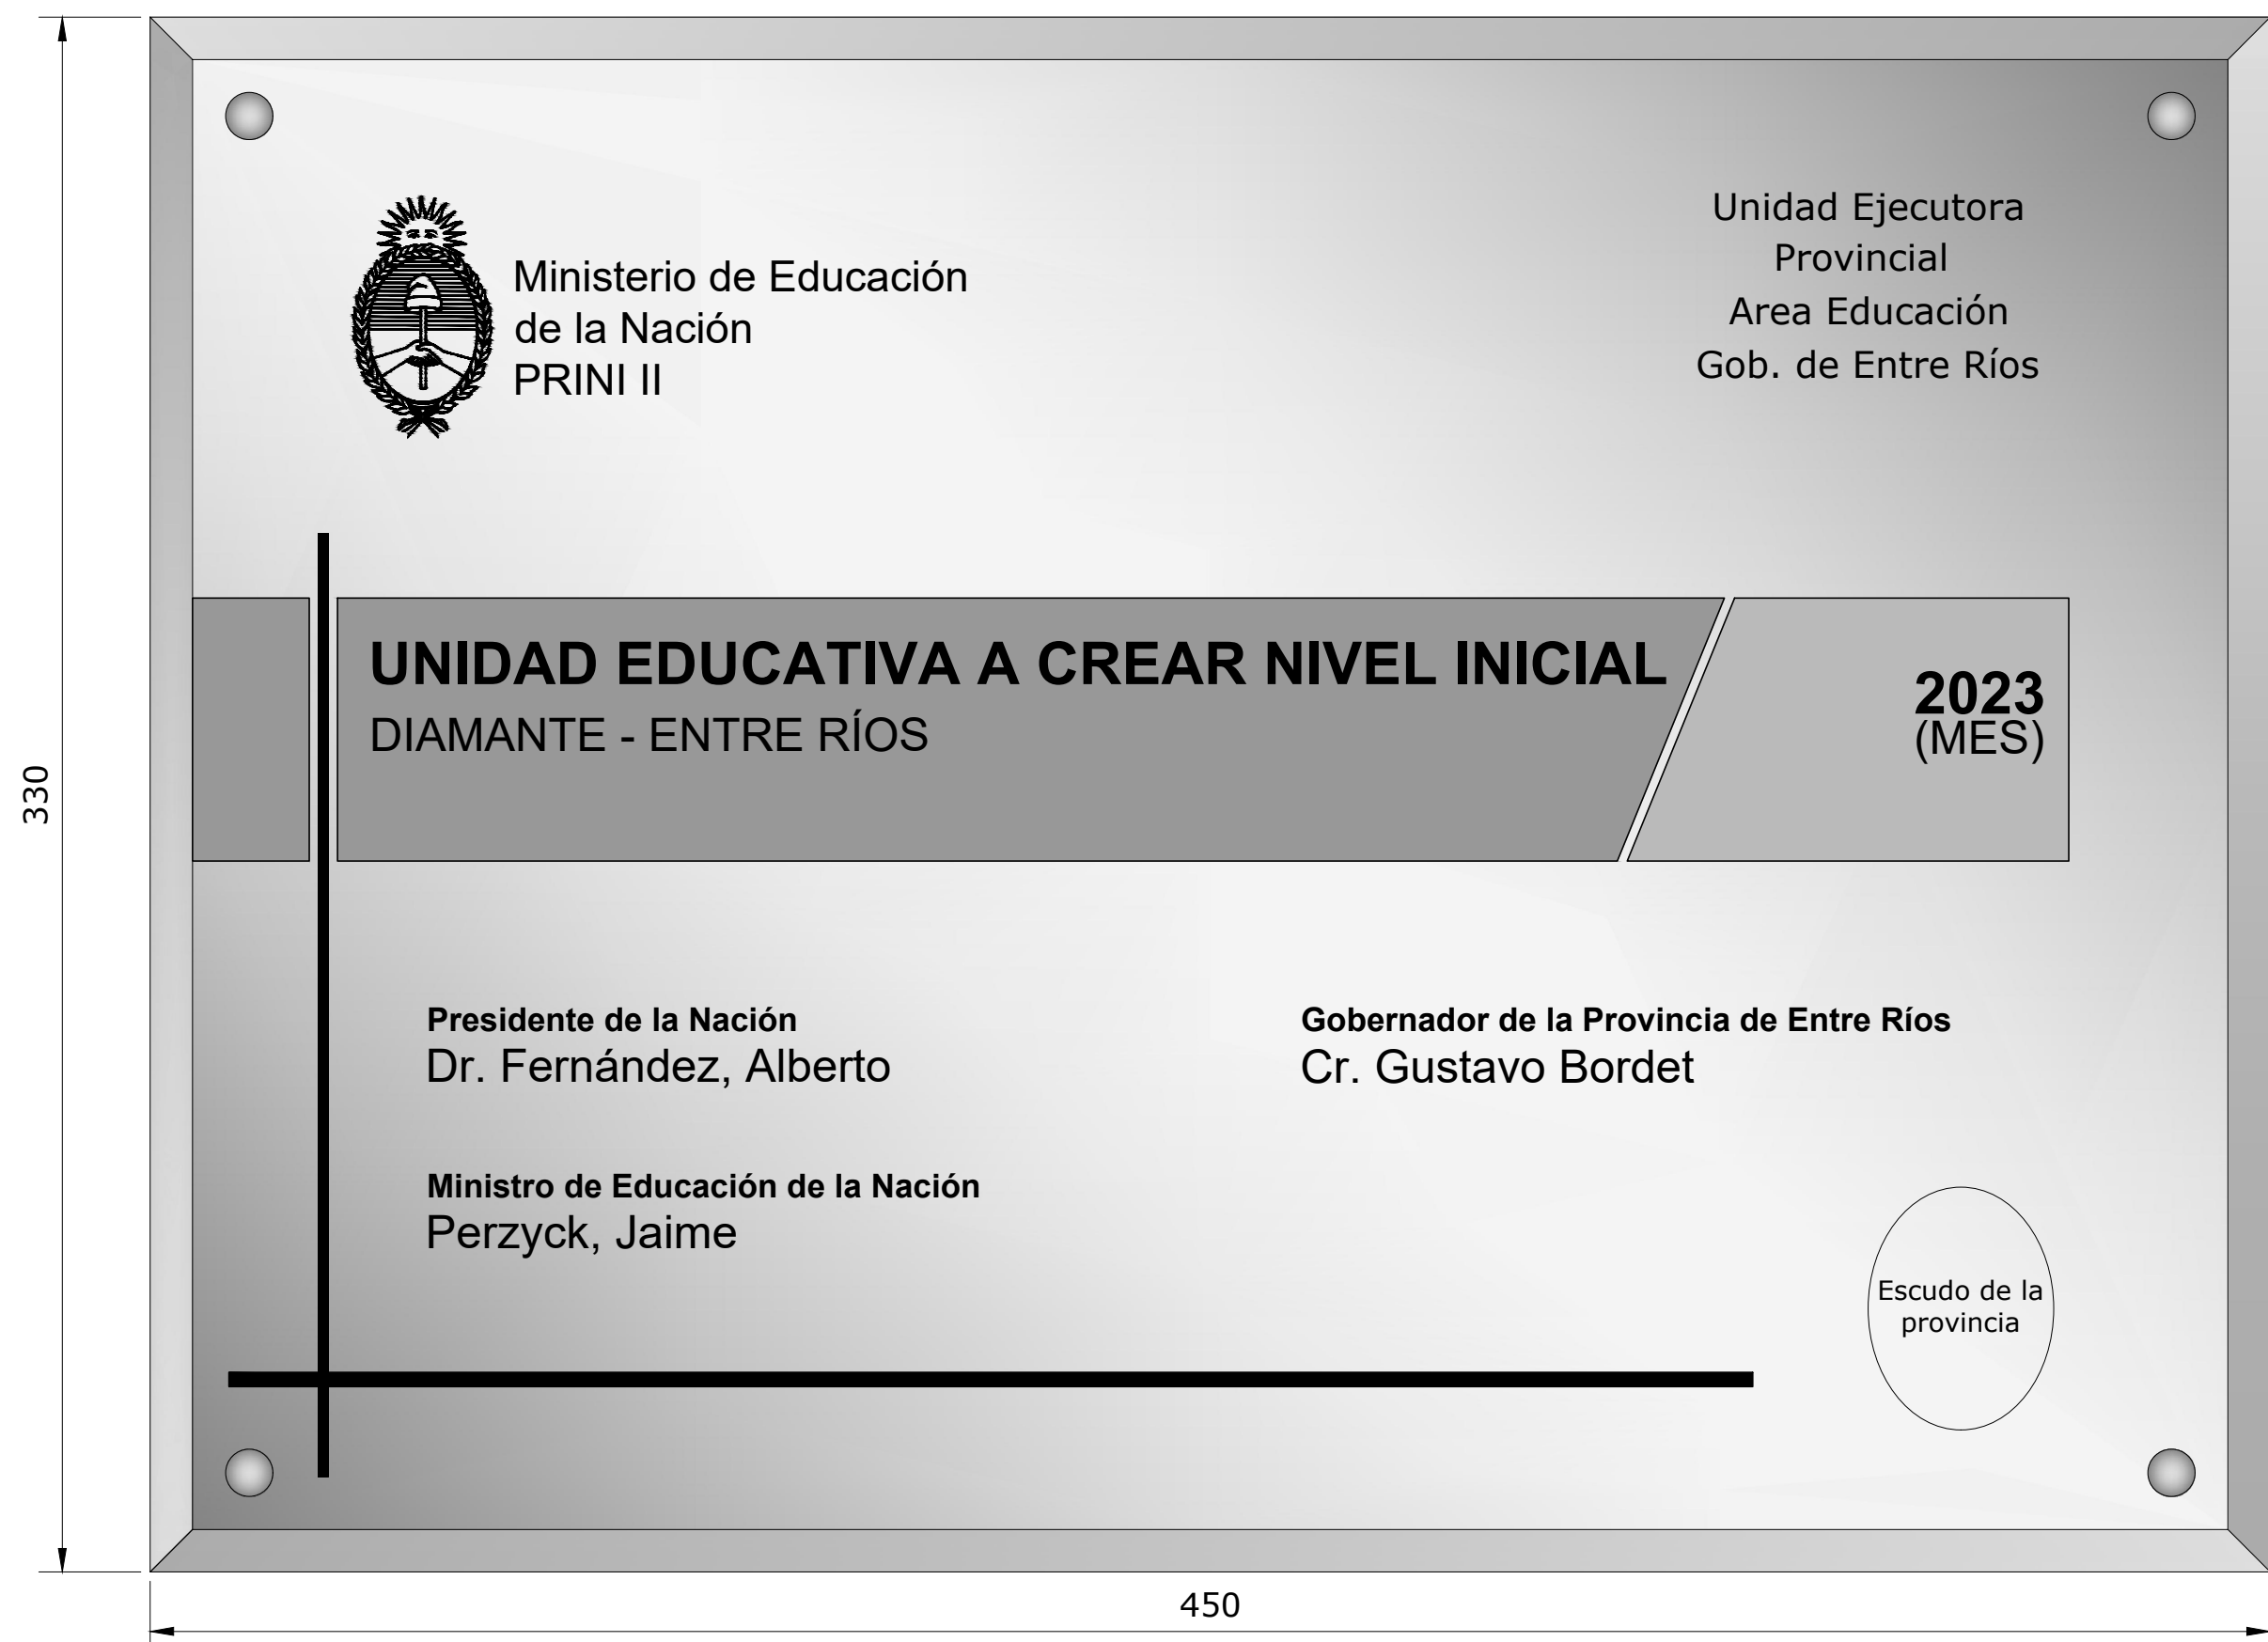 Ministerio de Educación
de la Nación
PRINI II
Unidad Ejecutora
Provincial
Area Educación
Gob. de Entre Ríos
UNIDAD EDUCATIVA A CREAR NIVEL INICIAL
DIAMANTE - ENTRE RÍOS
2023
(MES)
330
Presidente de la Nación
Dr. Fernández, Alberto
Gobernador de la Provincia de Entre Ríos
Cr. Gustavo Bordet
Ministro de Educación de la Nación
Perzyck, Jaime
Escudo de la
provincia
450